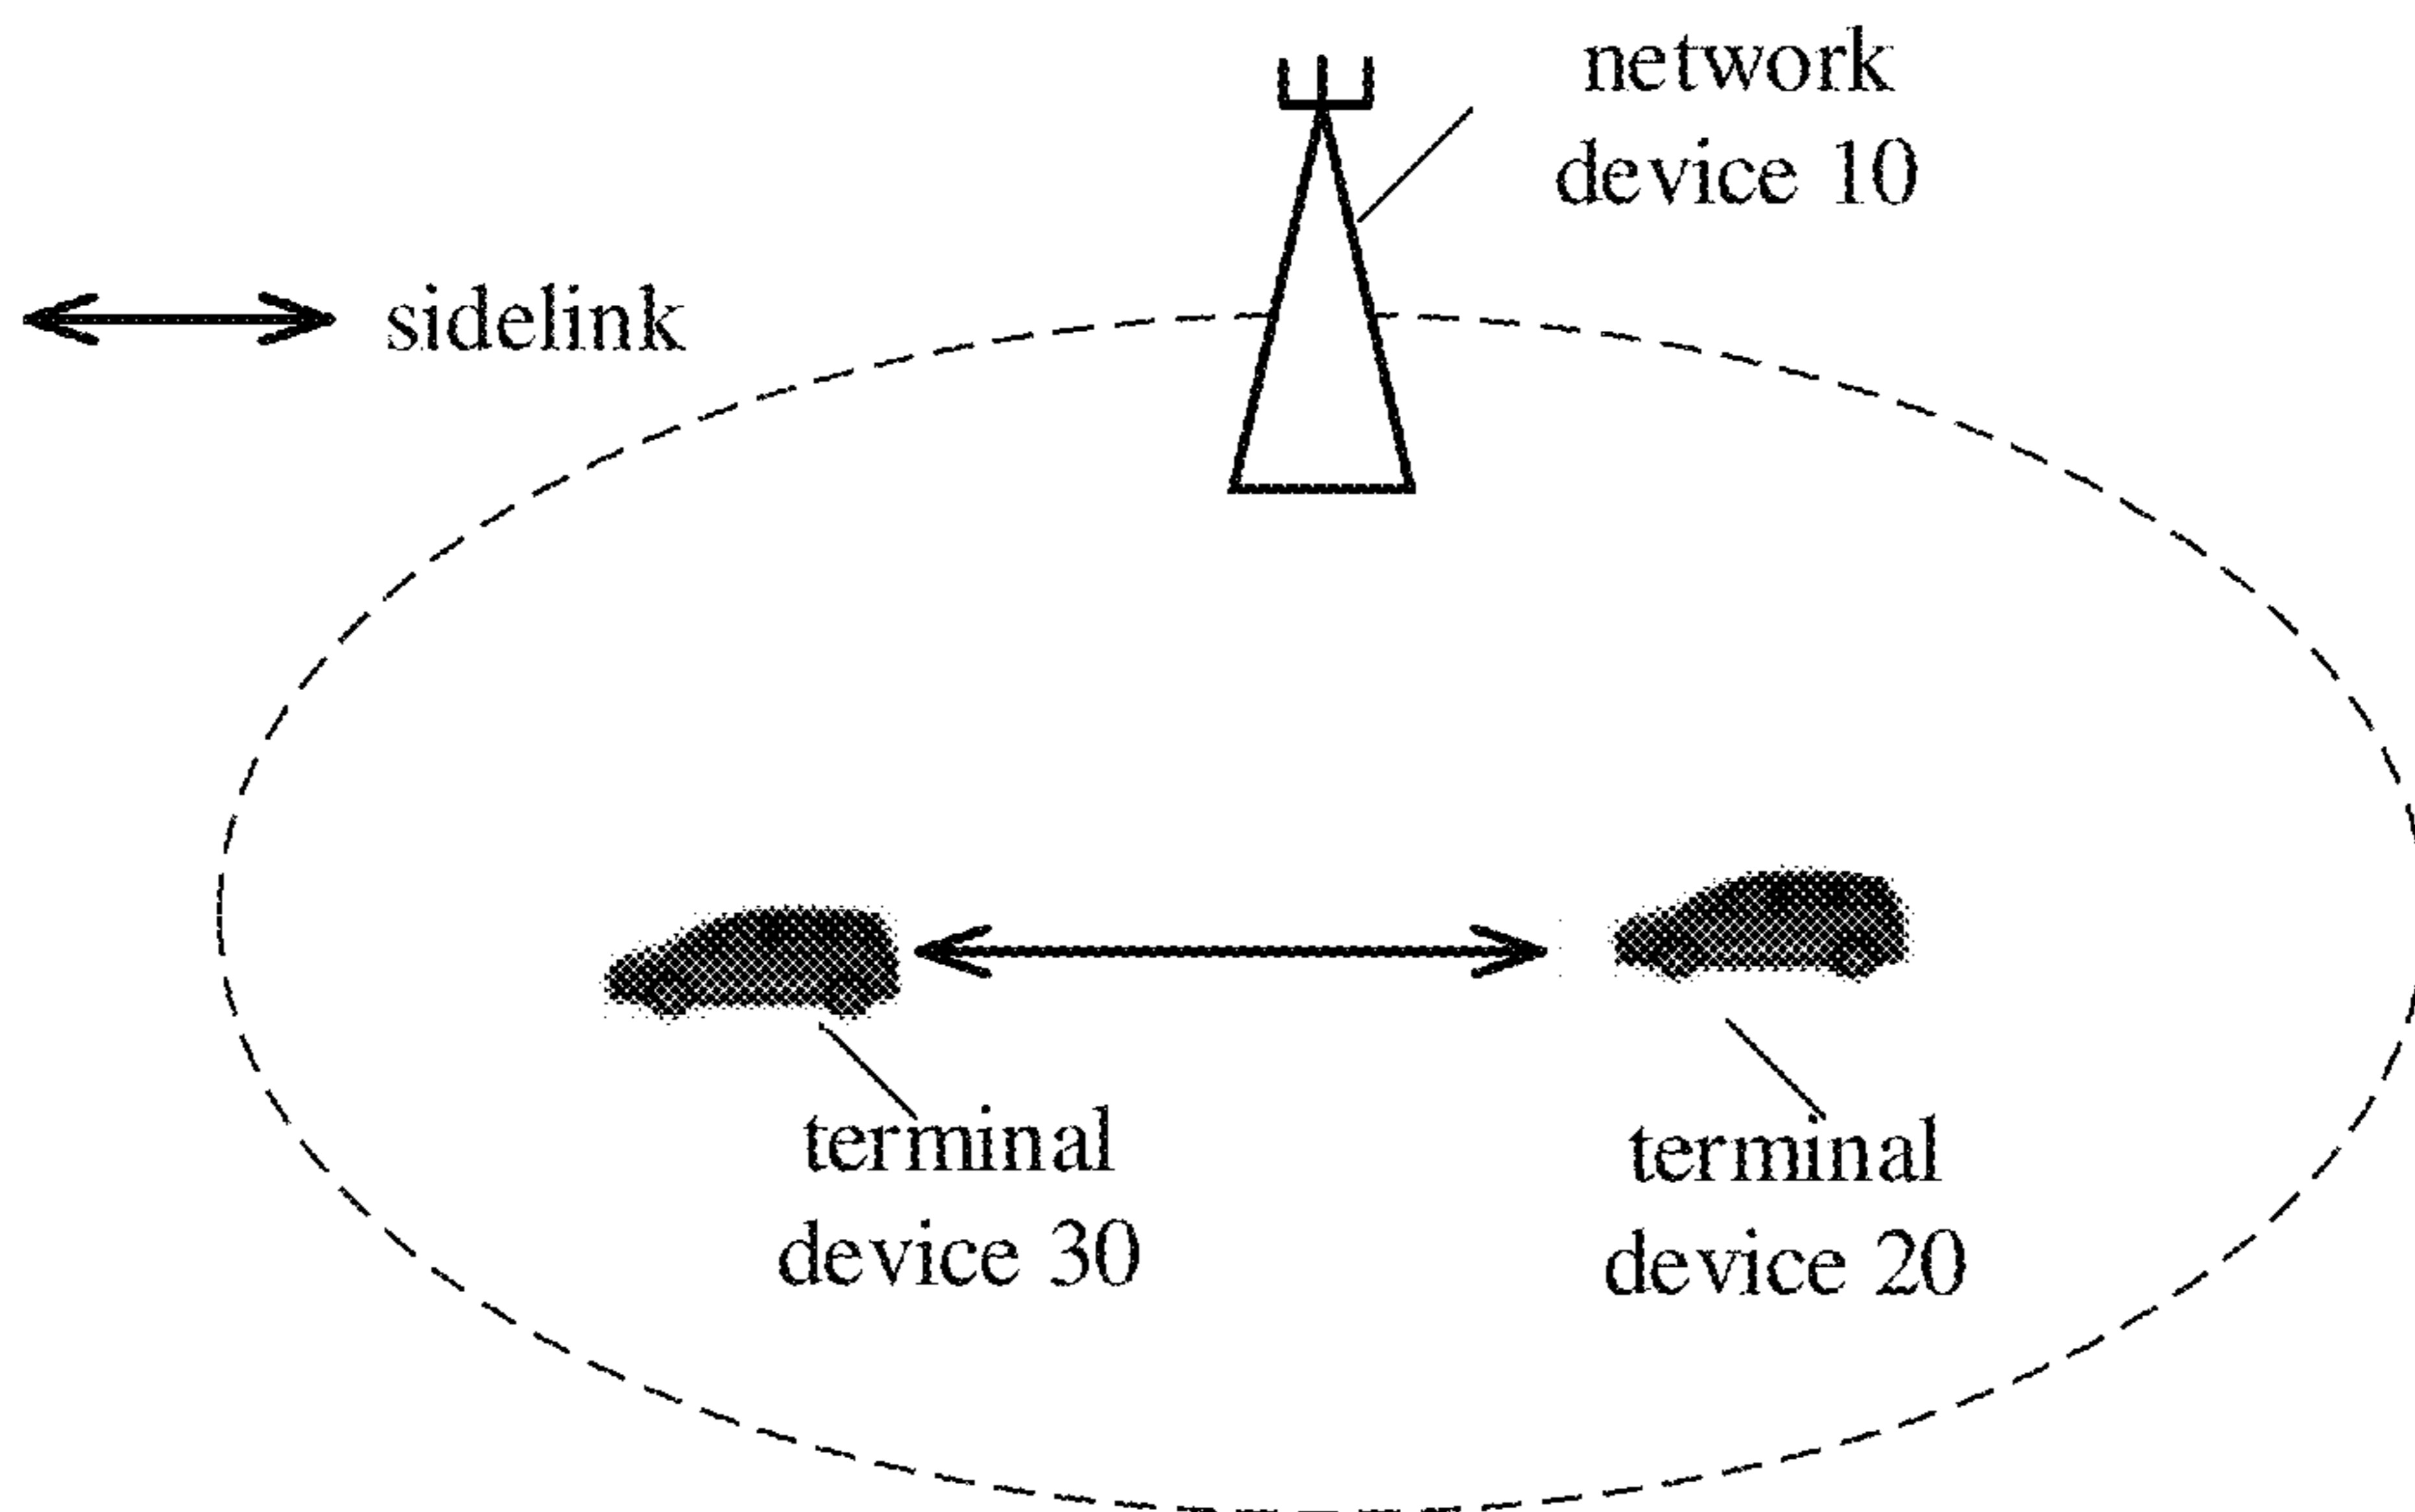 network
device 10
sidelink
terminal
device 30
terminal
device 20